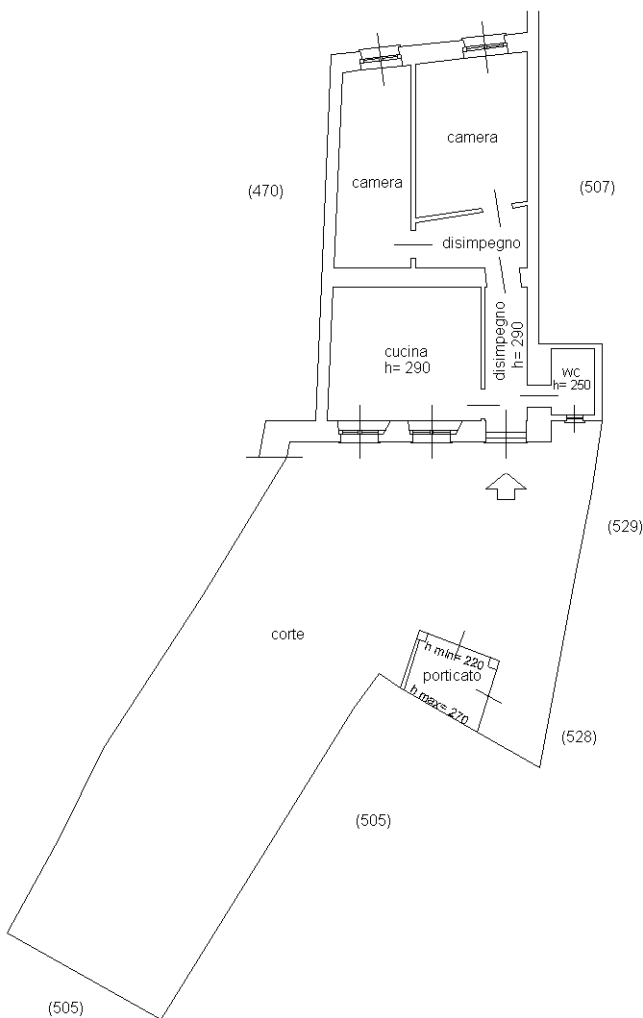 camera
camera
(470)
(507)
disimpegno
disimpegno
h= 290
cucina
h= 290
wc
h= 250
(529)
corte
h min= 220
porticato
h max= 270
(528)
(505)
(505)